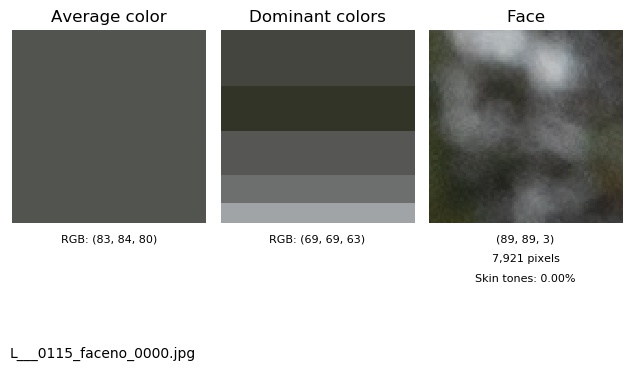 Average color
Dominant colors
Face
RGB: (83, 84, 80)
RGB: (69, 69, 63)
(89, 89, 3)
7,921 pixels
Skin tones: 0.00%
L___0115_faceno_0000.jpg